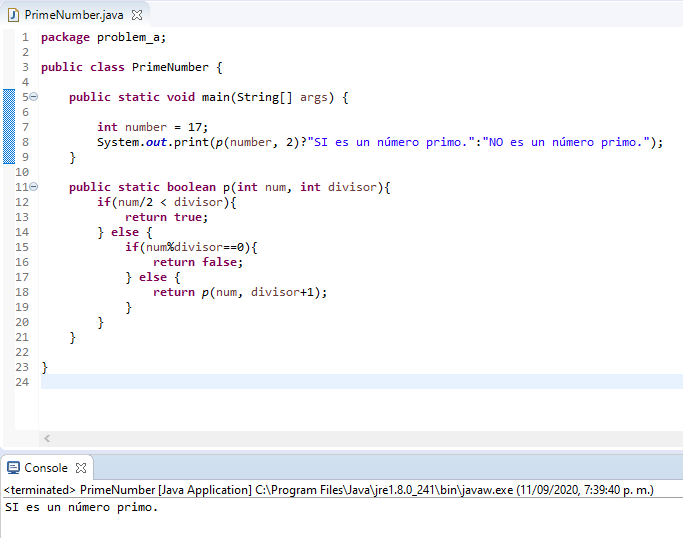 PrimeNumber.java
1 package problem_a;
2
3 public class PrimeNumber {
4
5 public static void main(String[] args) {
6
7 int number = 17;
8 System.out.print(p(number, 2)?"SI es un número primo.":"NO es un número primo.");
9 }
10
11 public static boolean p(int num, int divisor){
12 if(num/2 < divisor){
13 return true;
14 } else {
15 if(num%divisor==0){
16 return false;
17 } else {
18 return p(num, divisor+1);
19 }
20 }
21 }
22
23 }
24
Console
<terminated> PrimeNumber [Java Application] C:\Program Files\Java\jre1.8.0_241\bin\javaw.exe (11/09/2020, 7:39:40 p. m.)
SI es un número primo.